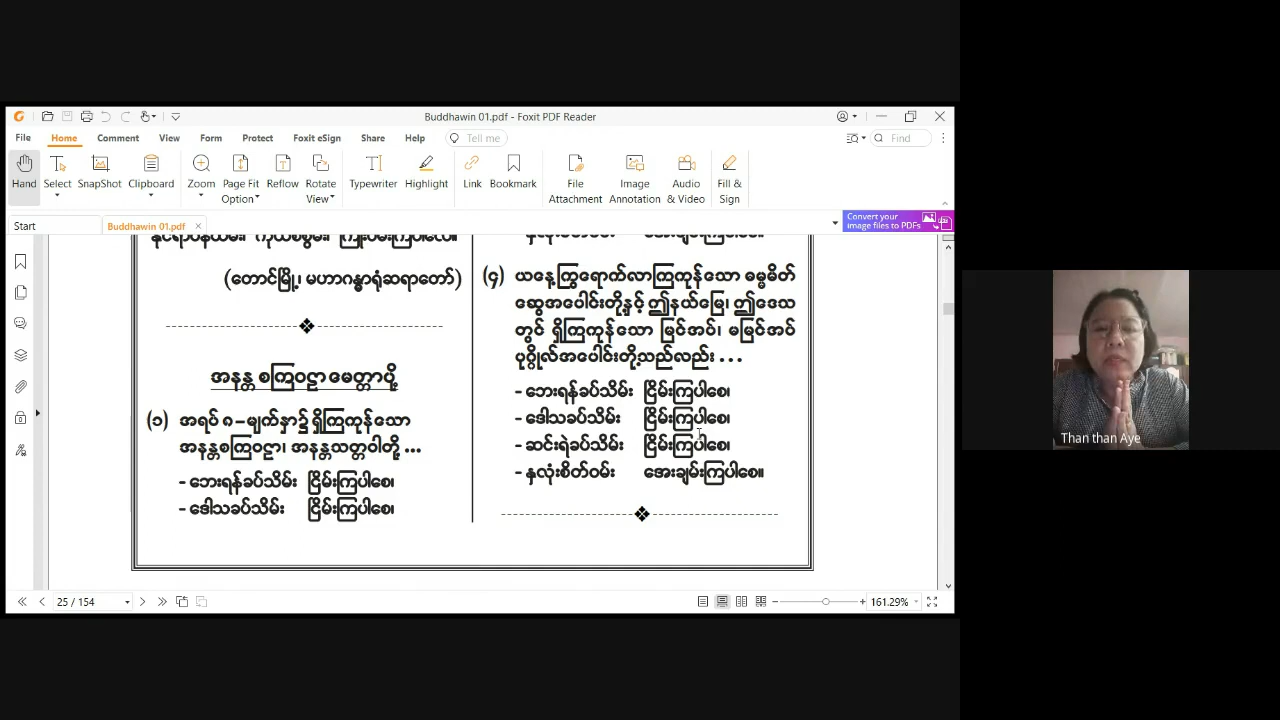 Buddhawin 01.pdf - Foxit PDF Reader
File Home Comment View Form Protect Foxit eSign Share Help Tell me Find
Hand Select SnapShot Clipboard Zoom Page Fit Option Reflow Rotate View Typewriter Highlight Link Bookmark File Attachment Image Annotation Audio & Video Fill & Sign
Start Buddhawin 01.pdf
Convert your
image files to PDFs
(တောင်မြို့၊ မဟာဂန္ဓာရုံဆရာတော်)
အနန္တ စကြဝဠာ မေတ္တာပို့
(၁) အရပ် ၈-မျက်နှာ၌ ရှိကြကုန်သော
အနန္တစကြဝဠာ၊ အနန္တသတ္တဝါတို့ ...
- ဘေးရန်ခပ်သိမ်း ငြိမ်းကြပါစေ၊
- ဒေါသခပ်သိမ်း ငြိမ်းကြပါစေ၊
(၄) ယနေ့ကြွရောက်လာကြကုန်သော ဓမ္မမိတ်
ဆွေအပေါင်းတို့နှင့် ဤနယ်မြေ၊ ဤဒေသ
တွင် ရှိကြကုန်သော မြင်အပ်၊ မမြင်အပ်
ပုဂ္ဂိုလ်အပေါင်းတို့သည်လည်း ...
- ဘေးရန်ခပ်သိမ်း ငြိမ်းကြပါစေ၊
- ဒေါသခပ်သိမ်း ငြိမ်းကြပါစေ၊
- ဆင်းရဲခပ်သိမ်း ငြိမ်းကြပါစေ၊
- နှလုံးစိတ်ဝမ်း အေးချမ်းကြပါစေ။
25 / 154
161.29%
Than than Aye